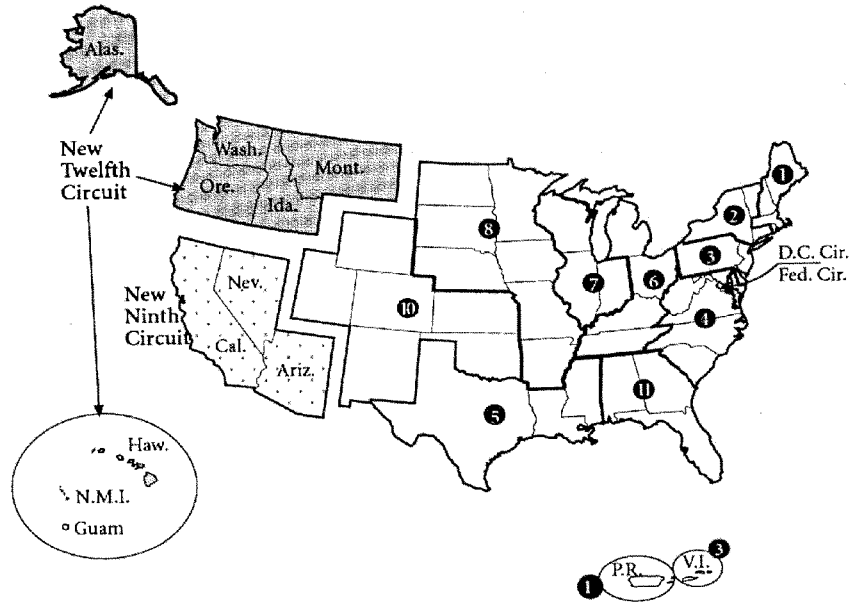 Alas.
New
Twelfth
Circuit
Wash.
Mont.
Ore.
Ida.
1
2
8
3
D.C. Cir.
Fed. Cir.
7
6
Nev.
New
Ninth
Circuit
10
4
Cal.
Ariz.
11
5
Haw.
N.M.I.
Guam
P.R.
V.I.
3
1